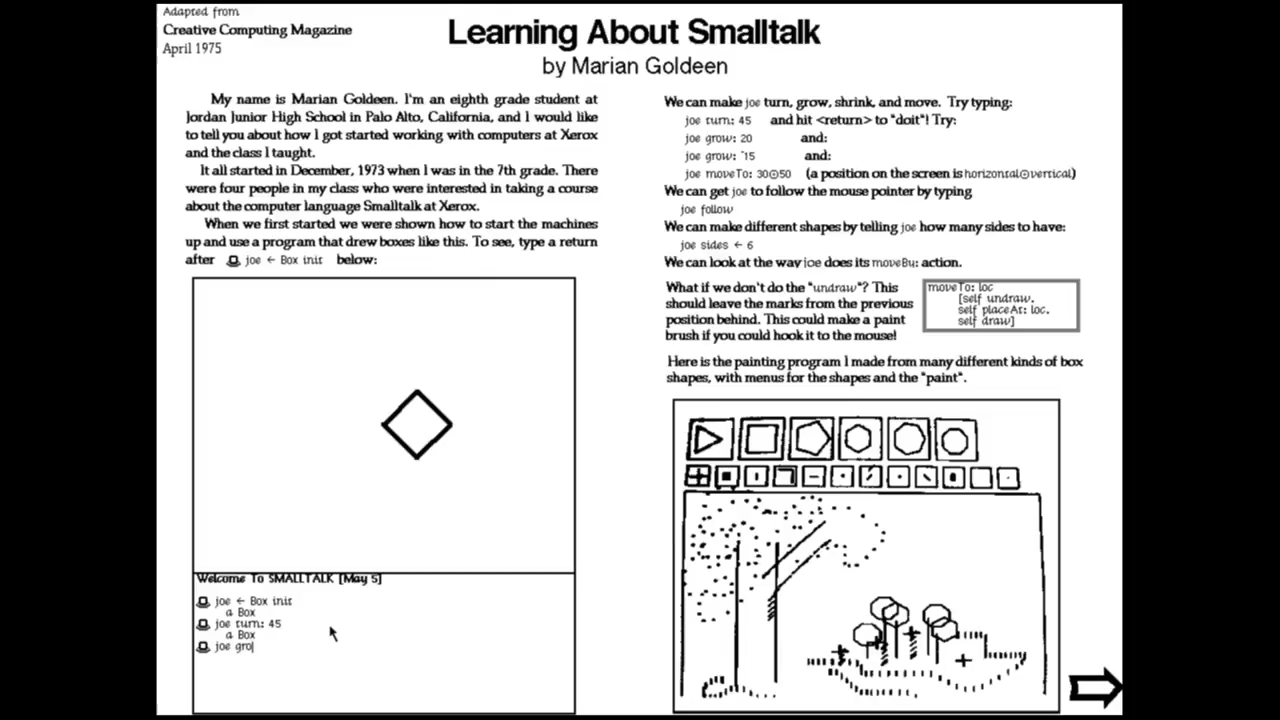 Adapted from
Creative Computing Magazine
April 1975
Learning About Smalltalk
by Marian Goldeen
My name is Marian Goldeen. I'm an eighth grade student at
Jordan Junior High School in Palo Alto, California, and I would like
to tell you about how I got started working with computers at Xerox
and the class I taught.
It all started in December, 1973 when I was in the 7th grade. There
were four people in my class who were interested in taking a course
about the computer language Smalltalk at Xerox.
When we first started we were shown how to start the machines
up and use a program that drew boxes like this. To see, type a return
after joe ← Box init below:
Welcome To SMALLTALK [May 5]
joe ← Box init
a Box
joe turn: 45
a Box
joe gro
We can make joe turn, grow, shrink, and move. Try typing:
joe turn: 45 and hit <return> to "doit"! Try:
joe grow: 20 and:
joe grow: ¯15 and:
joe moveTo: 30⊙50 (a position on the screen is horizontal⊙vertical)
We can get joe to follow the mouse pointer by typing
joe follow
We can make different shapes by telling joe how many sides to have:
joe sides ← 6
We can look at the way joe does its moveBy: action.
What if we don't do the "undraw"? This
should leave the marks from the previous
position behind. This could make a paint
brush if you could hook it to the mouse!
moveTo: loc
[self undraw.
self placeAt: loc.
self draw]
Here is the painting program I made from many different kinds of box
shapes, with menus for the shapes and the "paint".